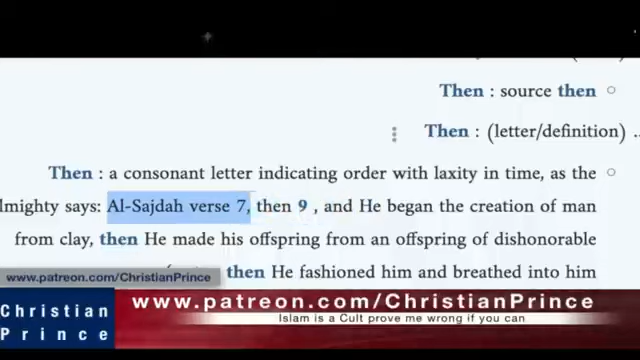 Then : source then
Then : (letter/definition) ..
Then : a consonant letter indicating order with laxity in time, as the
lmighty says: Al-Sajdah verse 7, then 9 , and He began the creation of man
from clay, then He made his offspring from an offspring of dishonorable
then He fashioned him and breathed into him
www.patreon.com/ChristianPrince
www.patreon.com/ChristianPrince
Christian
Prince
Islam is a Cult prove me wrong if you can